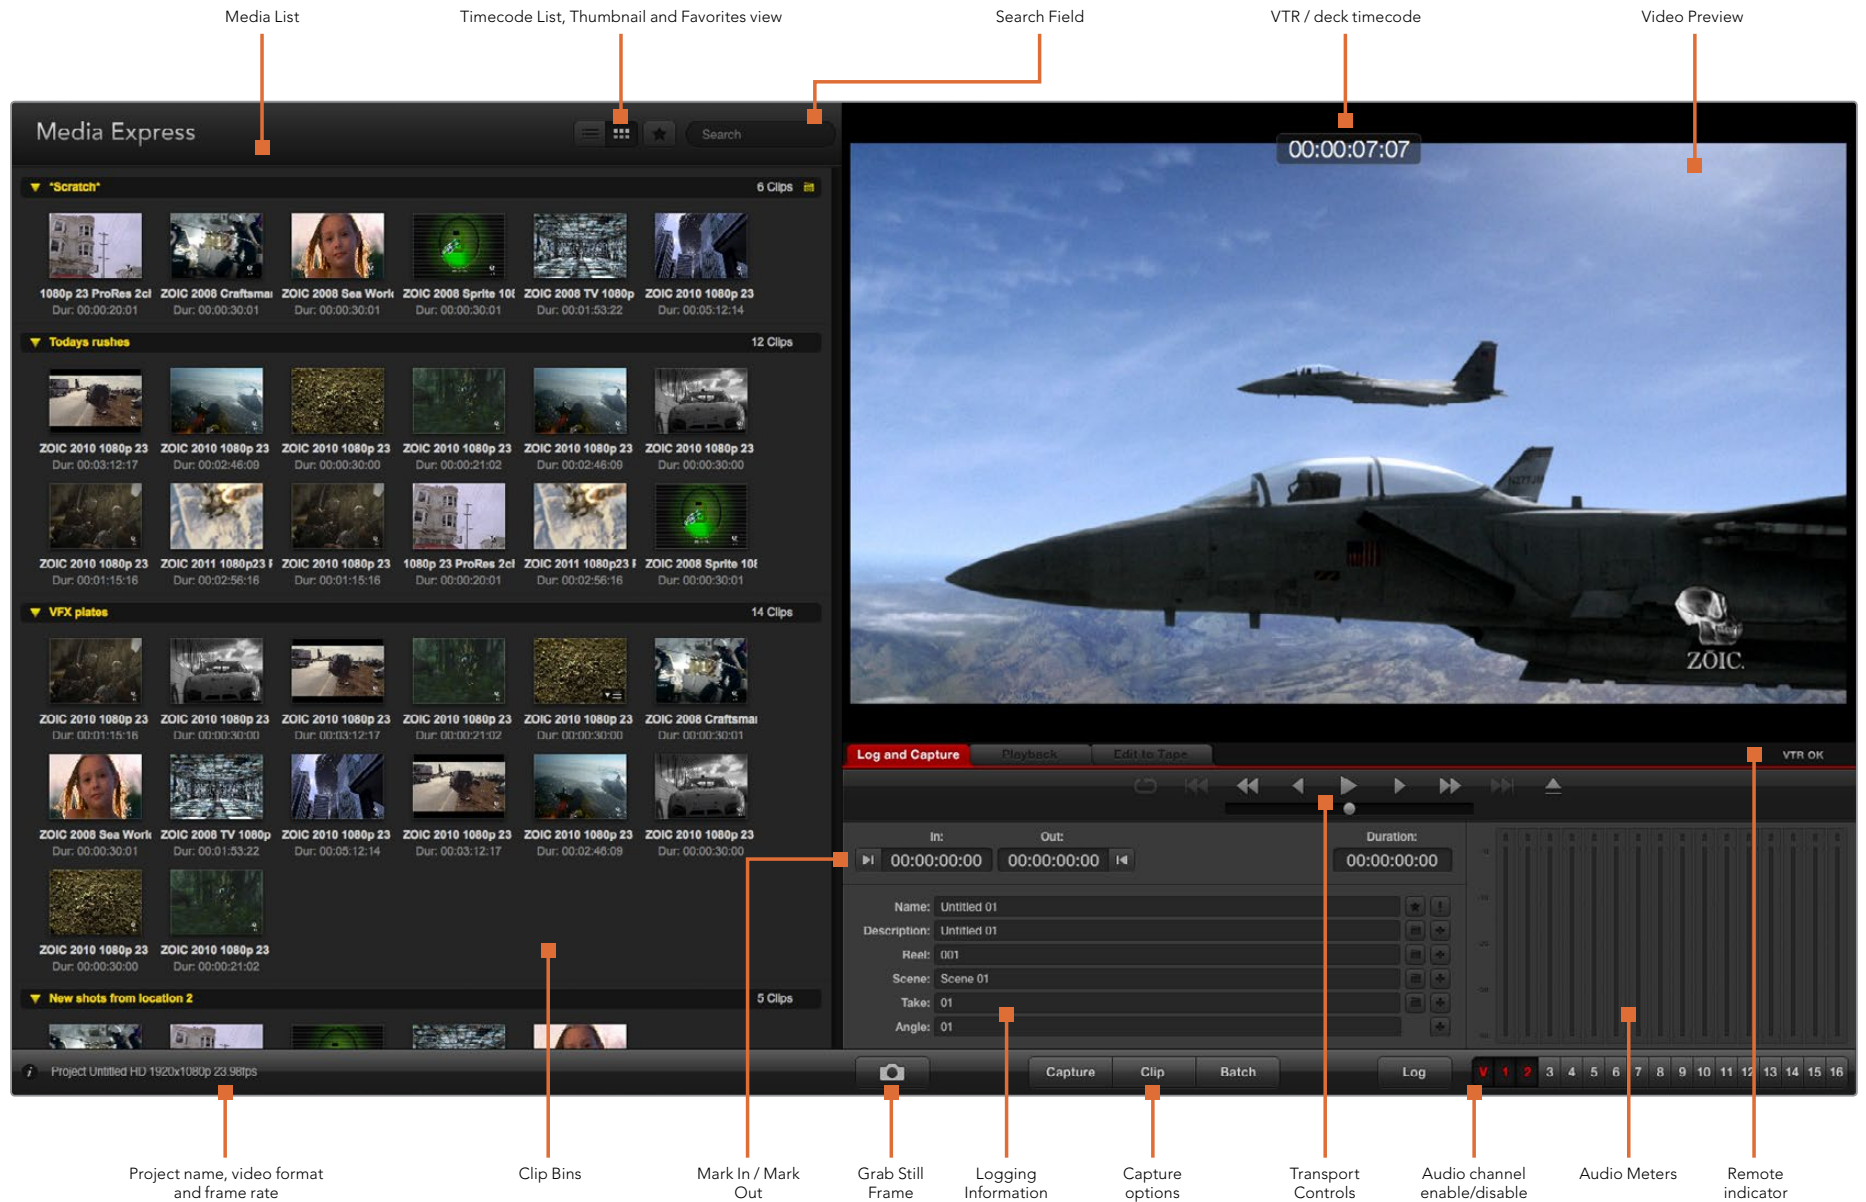 Media List
Timecode List, Thumbnail and Favorites view
Search Field
VTR / deck timecode
Video Preview
Media Express
Search
00:00:07:07
*Scratch*
6 Clips
1080p 23 ProRes 2cl
ZOIC 2008 Craftsmai
ZOIC 2008 Sea Work
ZOIC 2008 Sprite 108
ZOIC 2008 TV 1080p
ZOIC 2010 1080p 23
Dur: 00:00:20:01
Dur: 00:00:30:01
Dur: 00:00:30:01
Dur: 00:00:30:01
Dur: 00:01:53:22
Dur: 00:05:12:14
Todays rushes
12 Clips
ZOIC 2010 1080p 23
ZOIC 2010 1080p 23
ZOIC 2010 1080p 23
ZOIC 2010 1080p 23
ZOIC 2010 1080p 23
ZOIC 2010 1080p 23
Dur: 00:03:12:17
Dur: 00:02:46:09
Dur: 00:00:30:00
Dur: 00:00:21:02
Dur: 00:02:46:09
Dur: 00:00:30:00
ZOIC 2010 1080p 23
ZOIC 2011 1080p23 F
ZOIC 2010 1080p 23
1080p 23 ProRes 2cl
ZOIC 2011 1080p23 F
ZOIC 2008 Sprite 108
Dur: 00:01:15:16
Dur: 00:02:56:16
Dur: 00:01:15:16
Dur: 00:00:20:01
Dur: 00:02:56:16
Dur: 00:00:30:01
VFX plates
14 Clips
ZOIC 2010 1080p 23
ZOIC 2010 1080p 23
ZOIC 2010 1080p 23
ZOIC 2010 1080p 23
ZOIC 2010 1080p 23
ZOIC 2008 Craftsmai
Dur: 00:01:15:16
Dur: 00:00:30:00
Dur: 00:03:12:17
Dur: 00:00:21:02
Dur: 00:00:30:00
Dur: 00:00:30:01
ZOIC 2008 Sea Work
ZOIC 2008 TV 1080p
ZOIC 2010 1080p 23
ZOIC 2010 1080p 23
ZOIC 2010 1080p 23
ZOIC 2010 1080p 23
Dur: 00:00:30:01
Dur: 00:01:53:22
Dur: 00:05:12:14
Dur: 00:03:12:17
Dur: 00:02:46:09
Dur: 00:00:30:00
ZOIC 2010 1080p 23
ZOIC 2010 1080p 23
Dur: 00:00:30:00
Dur: 00:00:21:02
New shots from location 2
5 Clips
Project Untitled HD 1920x1080p 23.98fps
ZOIC.
Log and Capture
Playback
Edit to Tape
VTR OK
In:
Out:
Duration:
00:00:00:00
00:00:00:00
00:00:00:00
Name: Untitled 01
Description: Untitled 01
Reel: 001
Scene: Scene 01
Take: 01
Angle: 01
Capture
Clip
Batch
Log
V 1 2 3 4 5 6 7 8 9 10 11 12 13 14 15 16
Project name, video format
and frame rate
Clip Bins
Mark In / Mark
Out
Grab Still
Frame
Logging
Information
Capture
options
Transport
Controls
Audio channel
enable/disable
Audio Meters
Remote
indicator